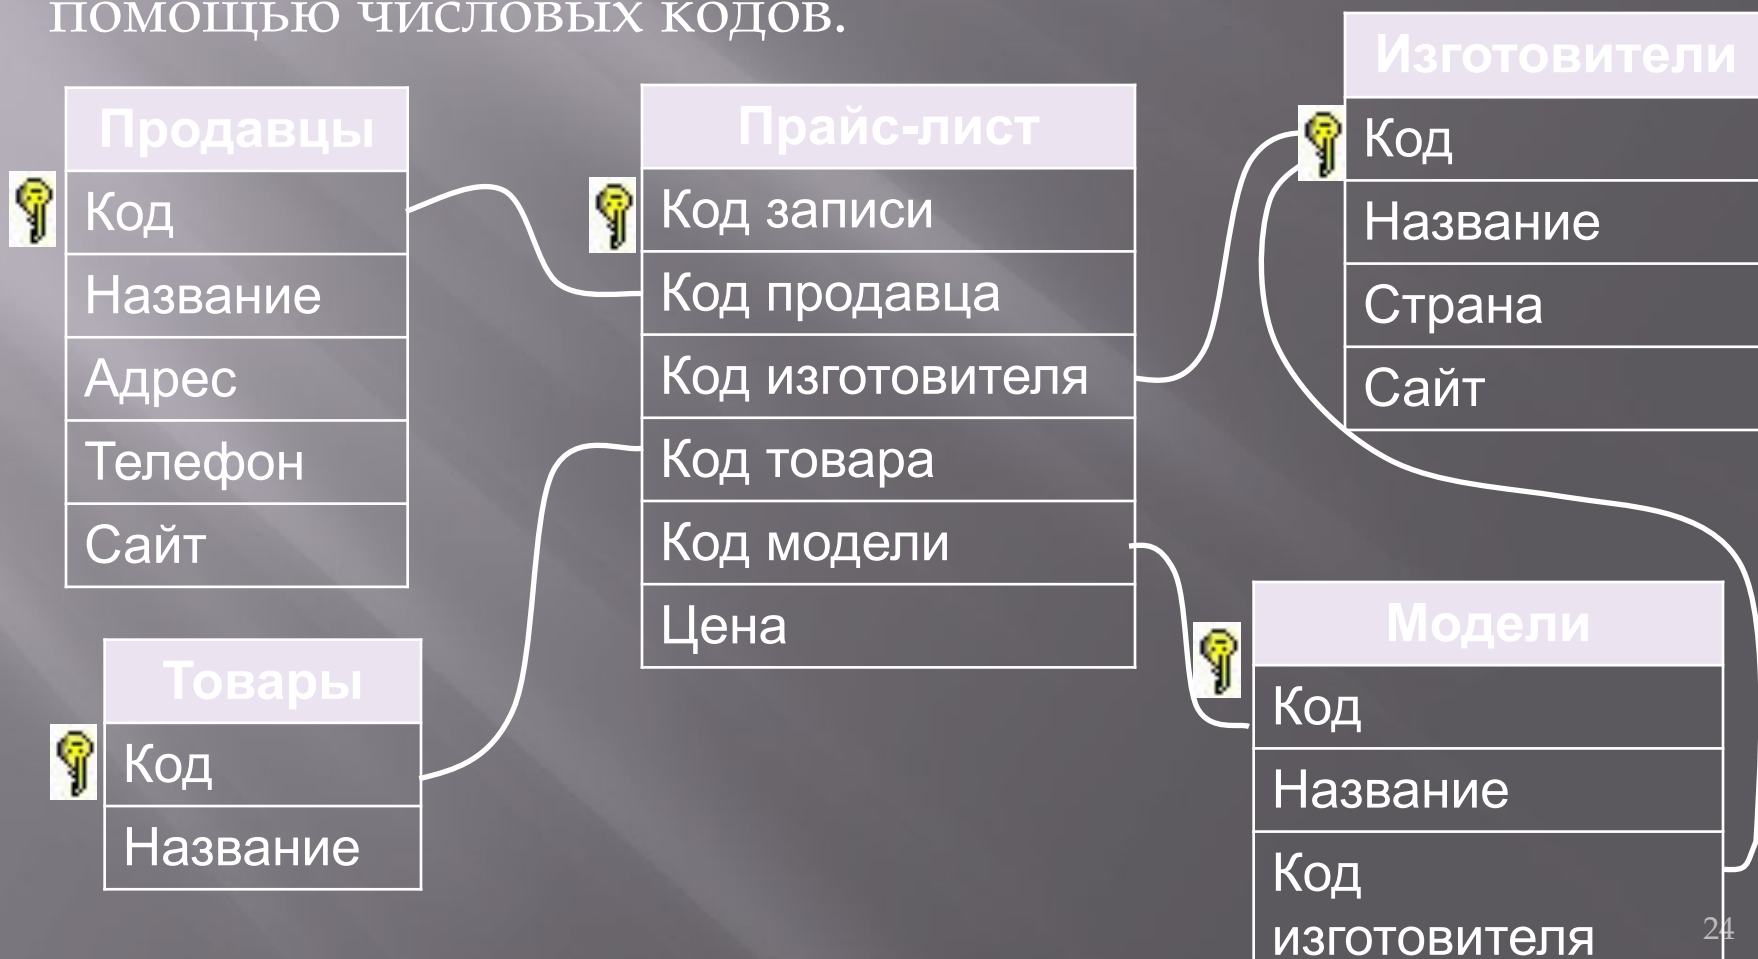 помощью числовых кодов.
Продавцы
Код
Название
Адрес
Телефон
Сайт
Товары
Код
Название
Прайс-лист
Код записи
Код продавца
Код изготовителя
Код товара
Код модели
Цена
Изготовители
Код
Название
Страна
Сайт
Модели
Код
Название
Код
изготовителя
24